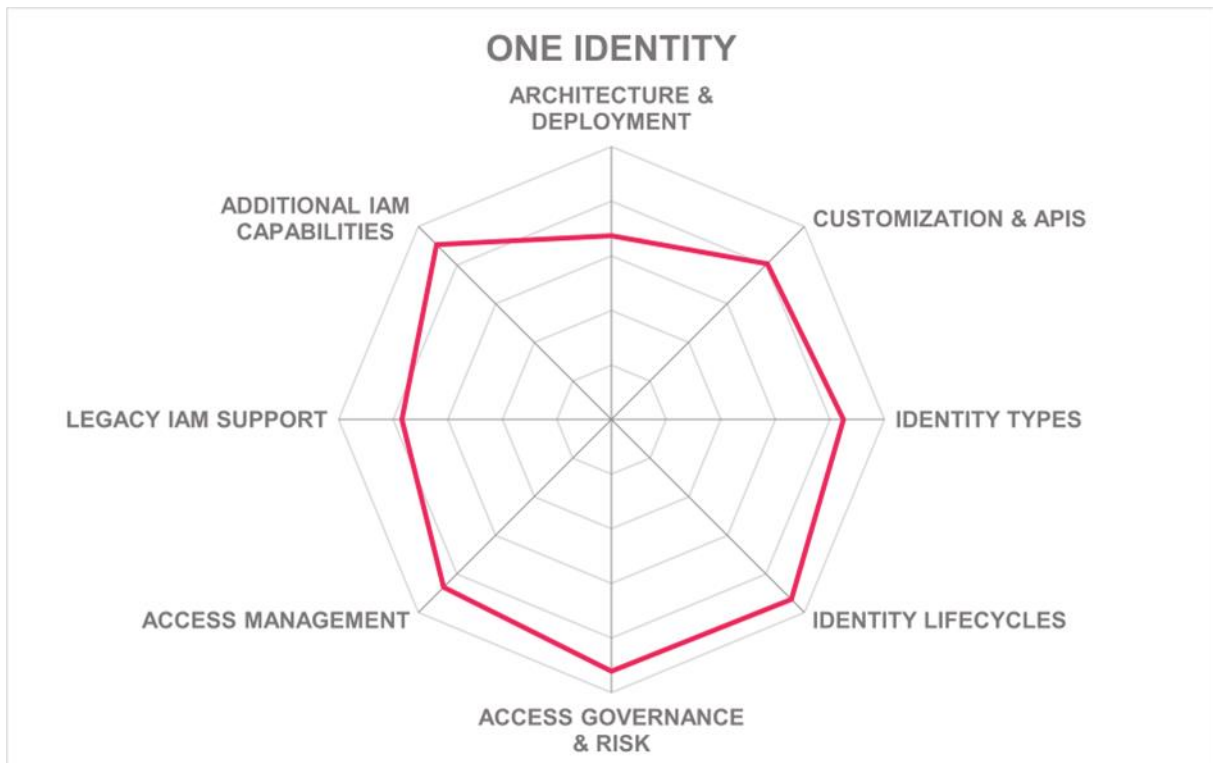 ONE IDENTITY
ARCHITECTURE &
DEPLOYMENT
ADDITIONAL IAM
CAPABILITIES
CUSTOMIZATION & APIS
LEGACY IAM SUPPORT
IDENTITY TYPES
ACCESS MANAGEMENT
IDENTITY LIFECYCLES
ACCESS GOVERNANCE
& RISK